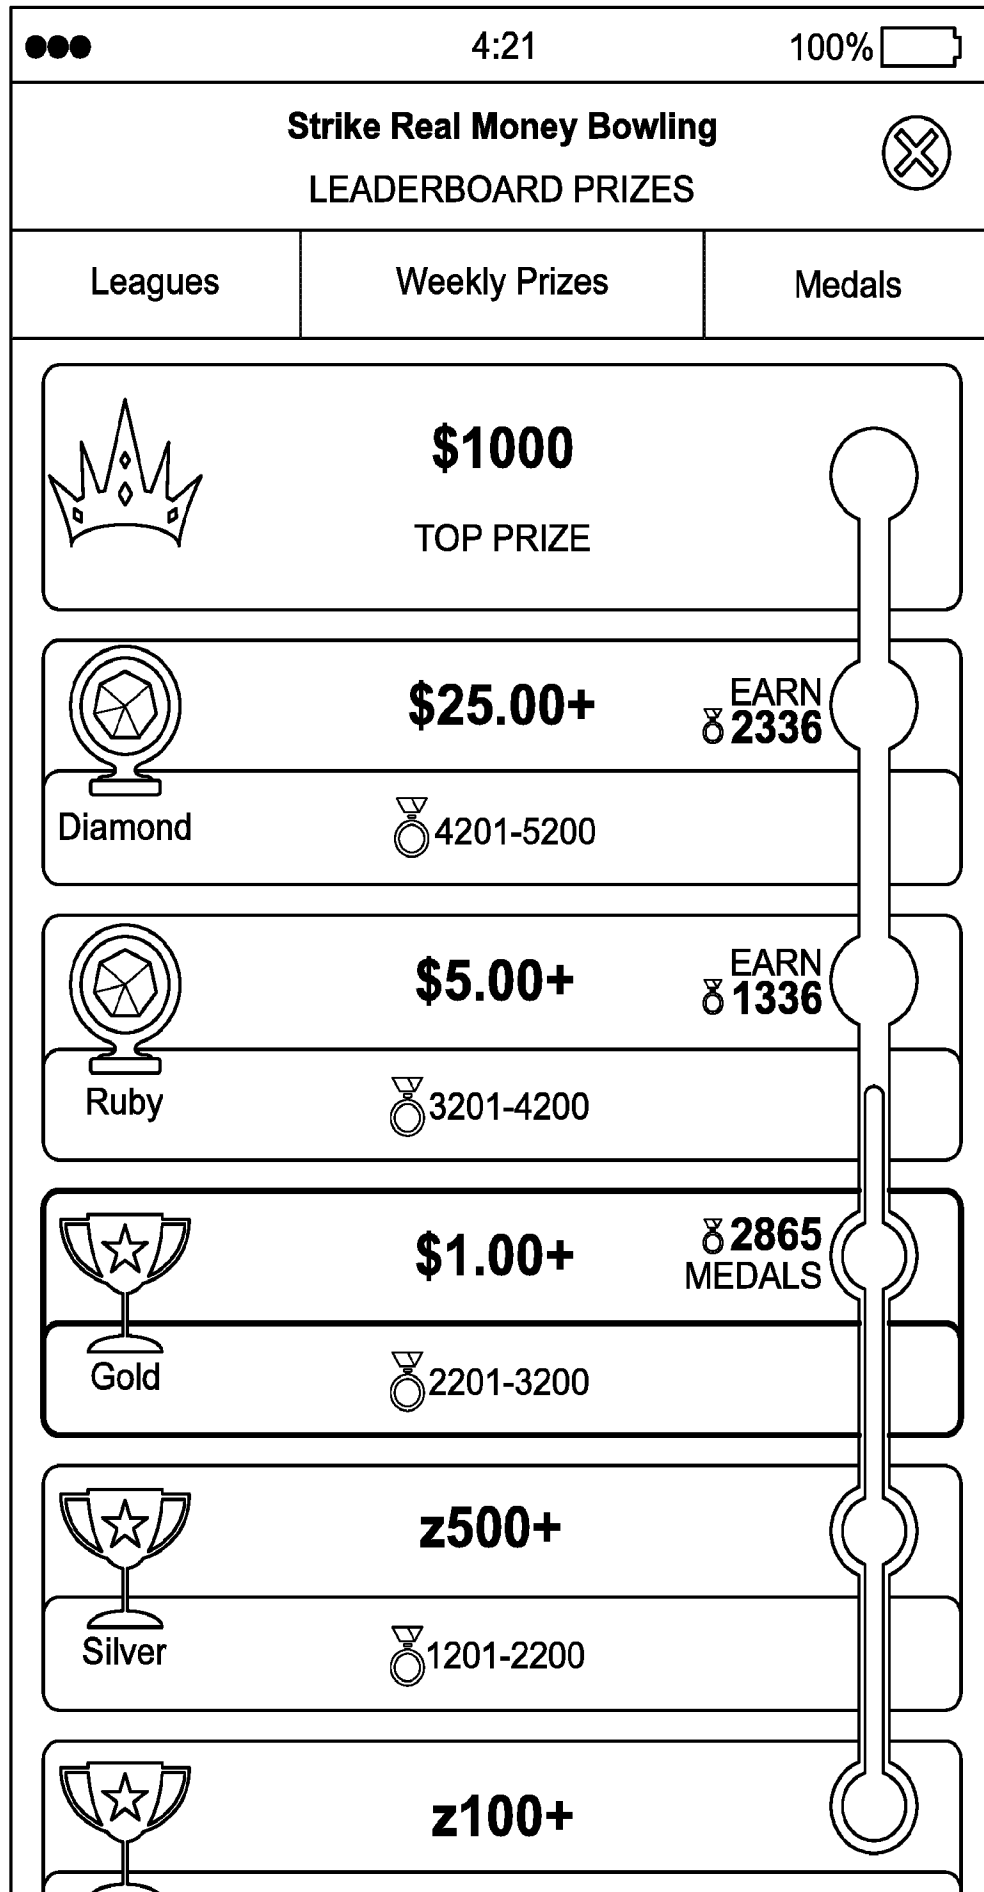 4:21 100%
Strike Real Money Bowling
LEADERBOARD PRIZES
Leagues Weekly Prizes Medals
$1000
TOP PRIZE
$25.00+
EARN
2336
Diamond 4201-5200
$5.00+
EARN
1336
Ruby 3201-4200
$1.00+
2865
MEDALS
Gold 2201-3200
z500+
Silver 1201-2200
z100+